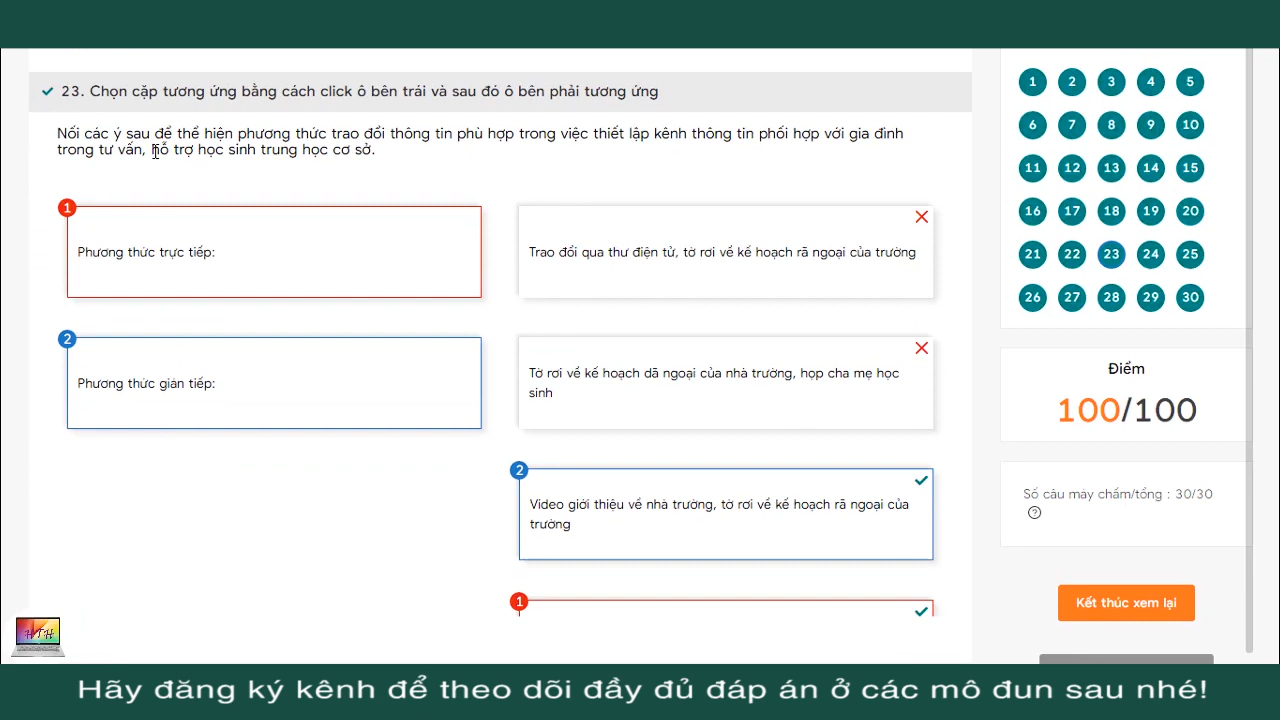 23. Chọn cặp tương ứng bằng cách click ô bên trái và sau đó ô bên phải tương ứng
Nối các ý sau để thể hiện phương thức trao đổi thông tin phù hợp trong việc thiết lập kênh thông tin phối hợp với gia đình
trong tư vấn, hỗ trợ học sinh trung học cơ sở.
1
Phương thức trực tiếp:
Trao đổi qua thư điện tử, tờ rơi về kế hoạch rã ngoại của trường
2
Phương thức gián tiếp:
Tờ rơi về kế hoạch dã ngoại của nhà trường, họp cha mẹ học
sinh
2
Video giới thiệu về nhà trường, tờ rơi về kế hoạch rã ngoại của
trường
1
1 2 3 4 5
6 7 8 9 10
11 12 13 14 15
16 17 18 19 20
21 22 23 24 25
26 27 28 29 30
Điểm
100/100
Số câu máy chấm/tổng : 30/30
Kết thúc xem lại
HTH
Hãy đăng ký kênh để theo dõi đầy đủ đáp án ở các mô đun sau nhé!